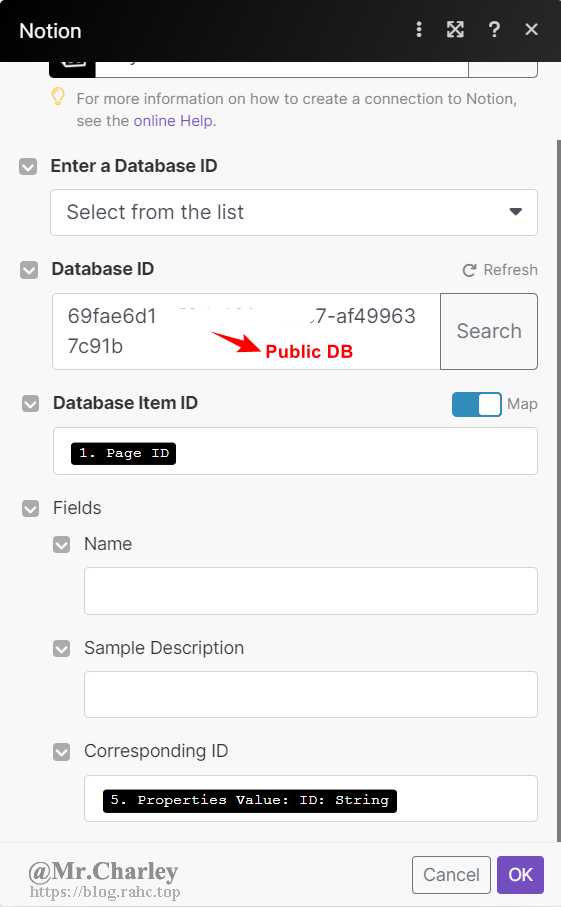 Notion
?
For more information on how to create a connection to Notion,
see the online Help.
Enter a Database ID
Select from the list
Database ID
Refresh
69fae6d1 7-af49963
7c91b
Search
Public DB
Database Item ID
Map
1. Page ID
Fields
Name
Sample Description
Corresponding ID
5. Properties Value: ID: String
@Mr.Charley
https://blog.rahc.top
Cancel
OK